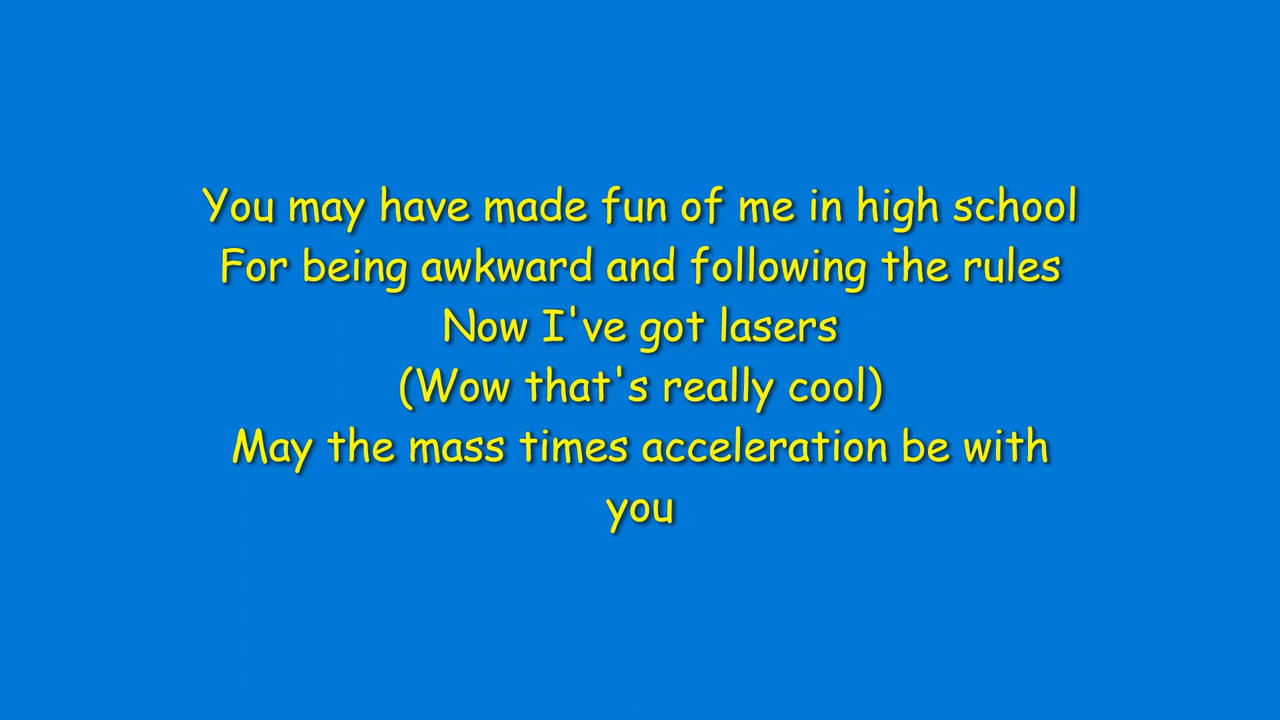 You may have made fun of me in high school
For being awkward and following the rules
Now I've got lasers
(Wow that's really cool)
May the mass times acceleration be with
you